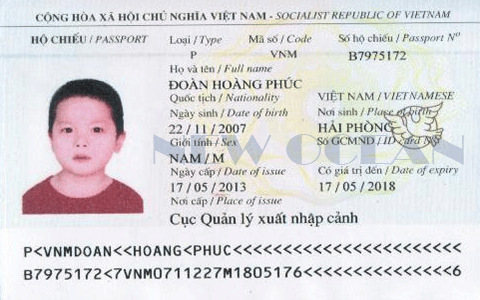 CỘNG HÒA XÃ HỘI CHỦ NGHĨA VIỆT NAM - SOCIALIST REPUBLIC OF VIETNAM
HỘ CHIẾU / PASSPORT Loại / Type Mã số / Code Số hộ chiếu / Passport Nº
P VNM B7975172
Họ và tên / Full name
ĐOÀN HOÀNG PHÚC
Quốc tịch / Nationality VIỆT NAM / VIETNAMESE
Ngày sinh / Date of birth Nơi sinh / Place of birth
22 / 11 / 2007 HẢI PHÒNG
Giới tính / Sex Số GCMND / ID card Nº
NAM / M
NEW OCEAN
Ngày cấp / Date of issue Có giá trị đến / Date of expiry
17 / 05 / 2013 17 / 05 / 2018
Nơi cấp / Place of issue
Cục Quản lý xuất nhập cảnh
P<VNMDOAN<<HOANG<PHUC<<<<<<<<<<<<<<<<<<<<<<<
B7975172<7VNM0711227M1805176<<<<<<<<<<<<<<<6